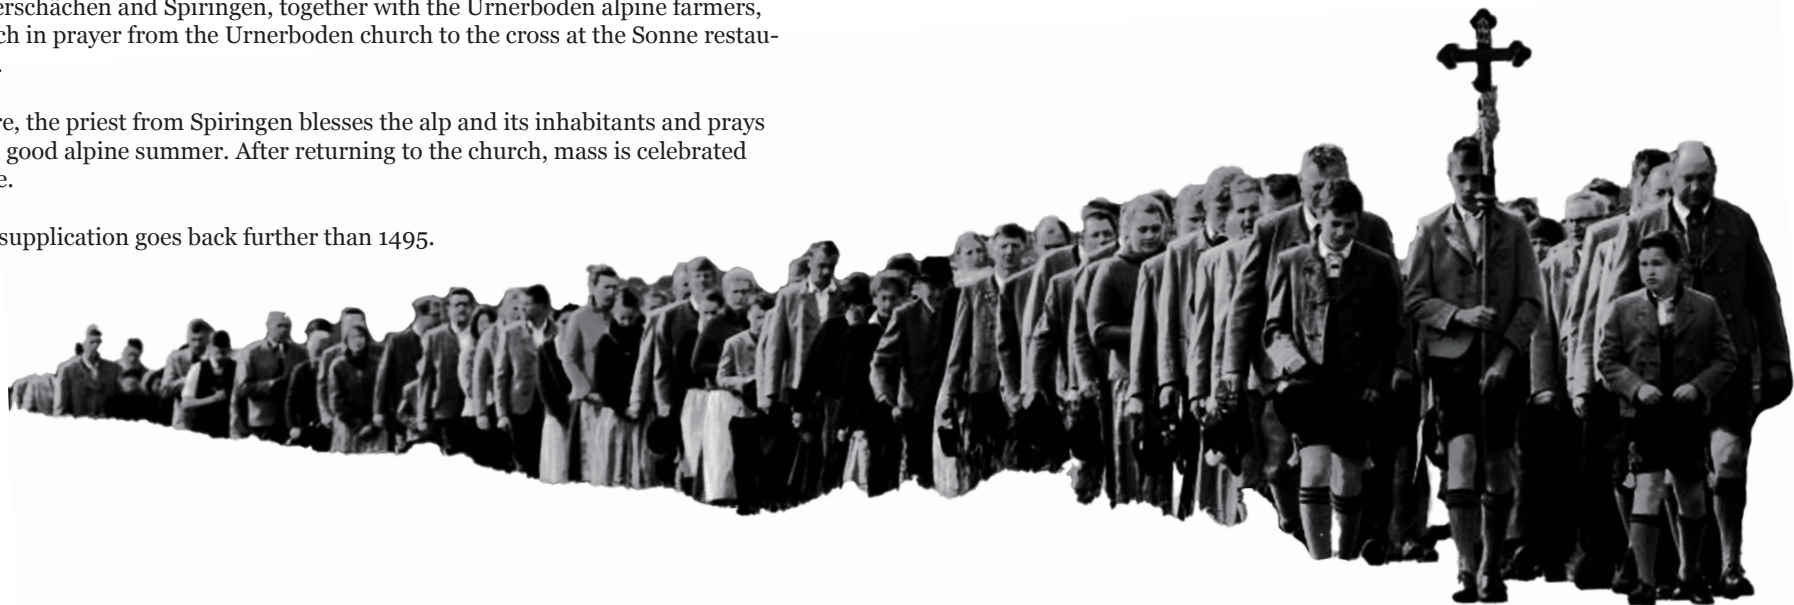 erschächen and Spiringen, together with the Urnerboden alpine farmers,
ch in prayer from the Urnerboden church to the cross at the Sonne restau-
.
re, the priest from Spiringen blesses the alp and its inhabitants and prays
good alpine summer. After returning to the church, mass is celebrated
e.
supplication goes back further than 1495.